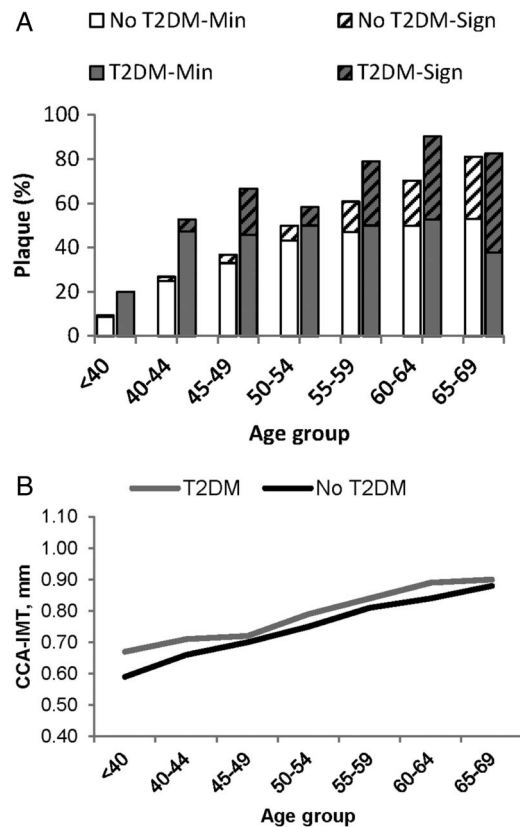 A
No T2DM-Min
No T2DM-Sign
T2DM-Min
T2DM-Sign
Plaque (%)
100
80
60
40
20
0
<40
40-44
45-49
50-54
55-59
60-64
65-69
Age group
B
T2DM
No T2DM
CCA-IMT, mm
1.10
1.00
0.90
0.80
0.70
0.60
0.50
0.40
<40
40-44
45-49
50-54
55-59
60-64
65-69
Age group